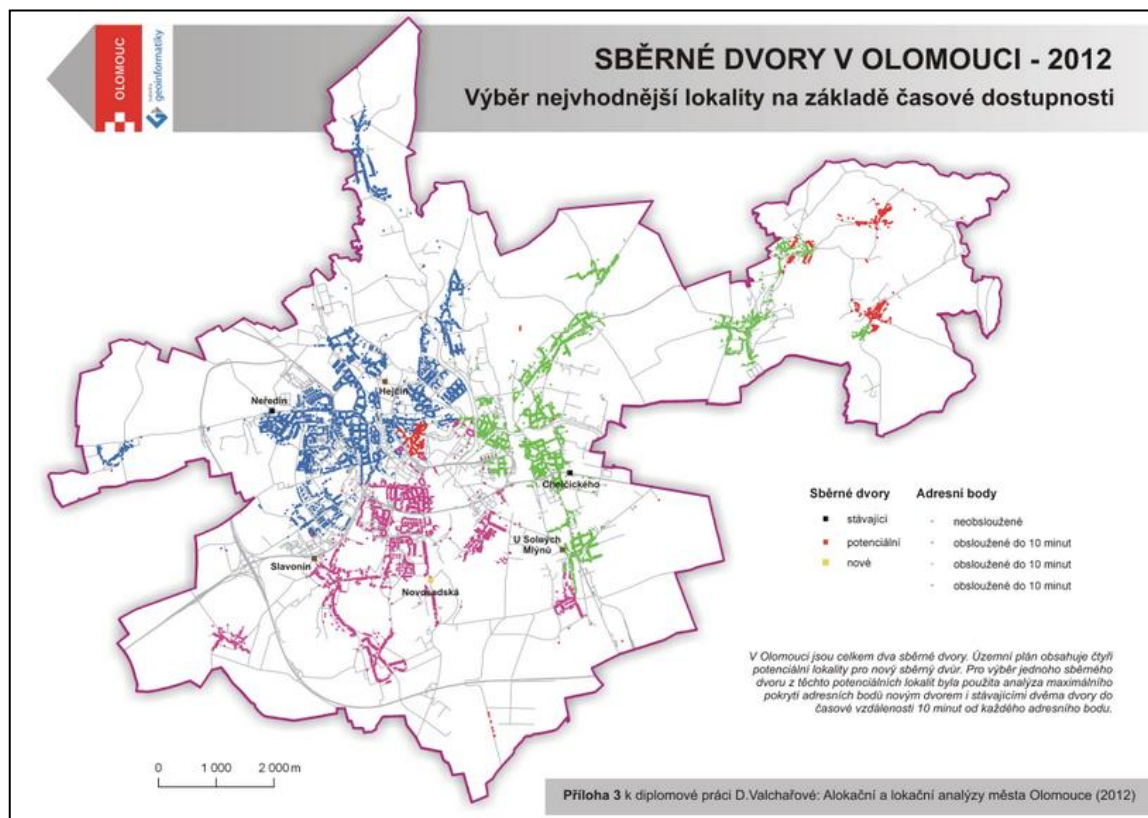 OLOMOUC
katedra
geoinformatiky
SBĚRNÉ DVORY V OLOMOUCI - 2012
Výběr nejvhodnější lokality na základě časové dostupnosti
Neředín
Hejčín
Chelčického
U Solných
Mlýnů
Slavonín
Novosadská
Sběrné dvory
stávající
potenciální
nové
Adresní body
neobsloužené
obsloužené do 10 minut
obsloužené do 10 minut
obsloužené do 10 minut
V Olomouci jsou celkem dva sběrné dvory. Územní plán obsahuje čtyři
potenciální lokality pro nový sběrný dvůr. Pro výběr jednoho sběrného
dvoru z těchto potenciálních lokalit byla použita analýza maximálního
pokrytí adresních bodů novým dvorem i stávajícími dvěma dvory do
časové vzdálenosti 10 minut od každého adresního bodu.
0 1 000 2 000 m
Příloha 3 k diplomové práci D.Valchařové: Alokační a lokační analýzy města Olomouce (2012)